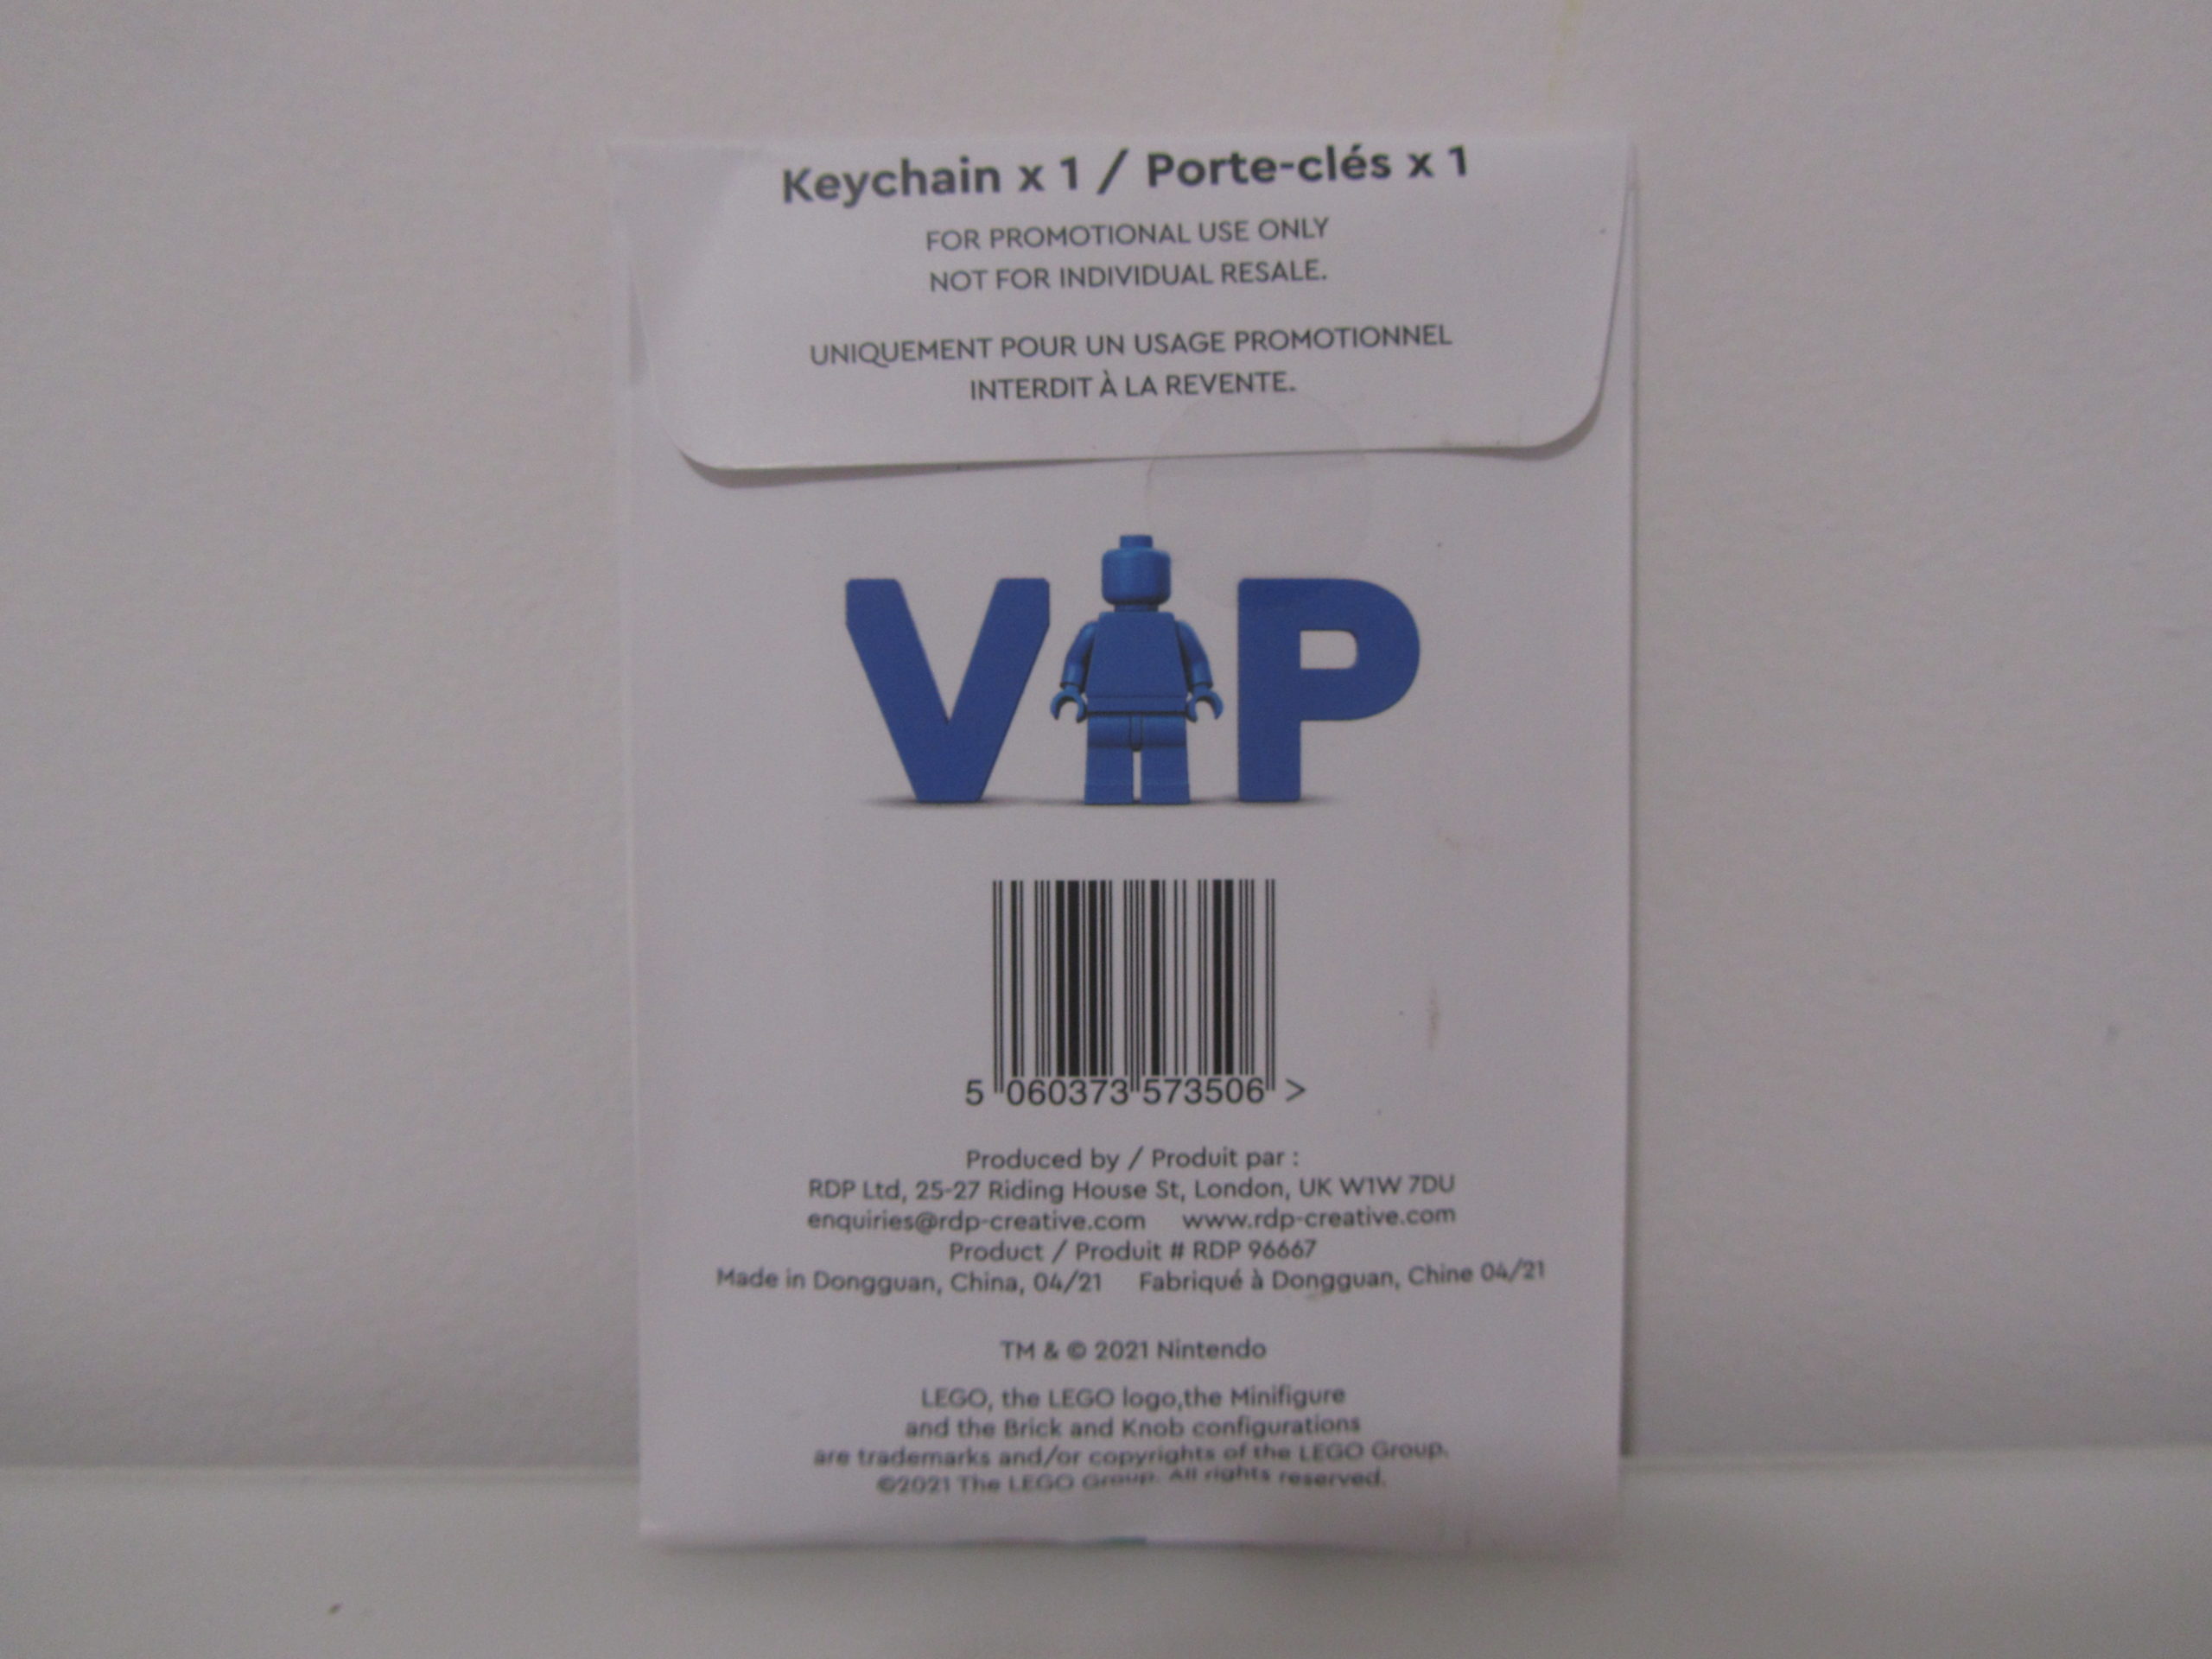 Keychain x 1 / Porte-clés x 1
FOR PROMOTIONAL USE ONLY
NOT FOR INDIVIDUAL RESALE.
UNIQUEMENT POUR UN USAGE PROMOTIONNEL
INTERDIT À LA REVENTE.
VIP
5 060373 573506 >
Produced by / Produit par :
RDP Ltd, 25-27 Riding House St, London, UK W1W 7DU
enquiries@rdp-creative.com www.rdp-creative.com
Product / Produit # RDP 96667
Made in Dongguan, China, 04/21 Fabriqué à Dongguan, Chine 04/21
TM & © 2021 Nintendo
LEGO, the LEGO logo,the Minifigure
and the Brick and Knob configurations
are trademarks and/or copyrights of the LEGO Group.
©2021 The LEGO Group. All rights reserved.